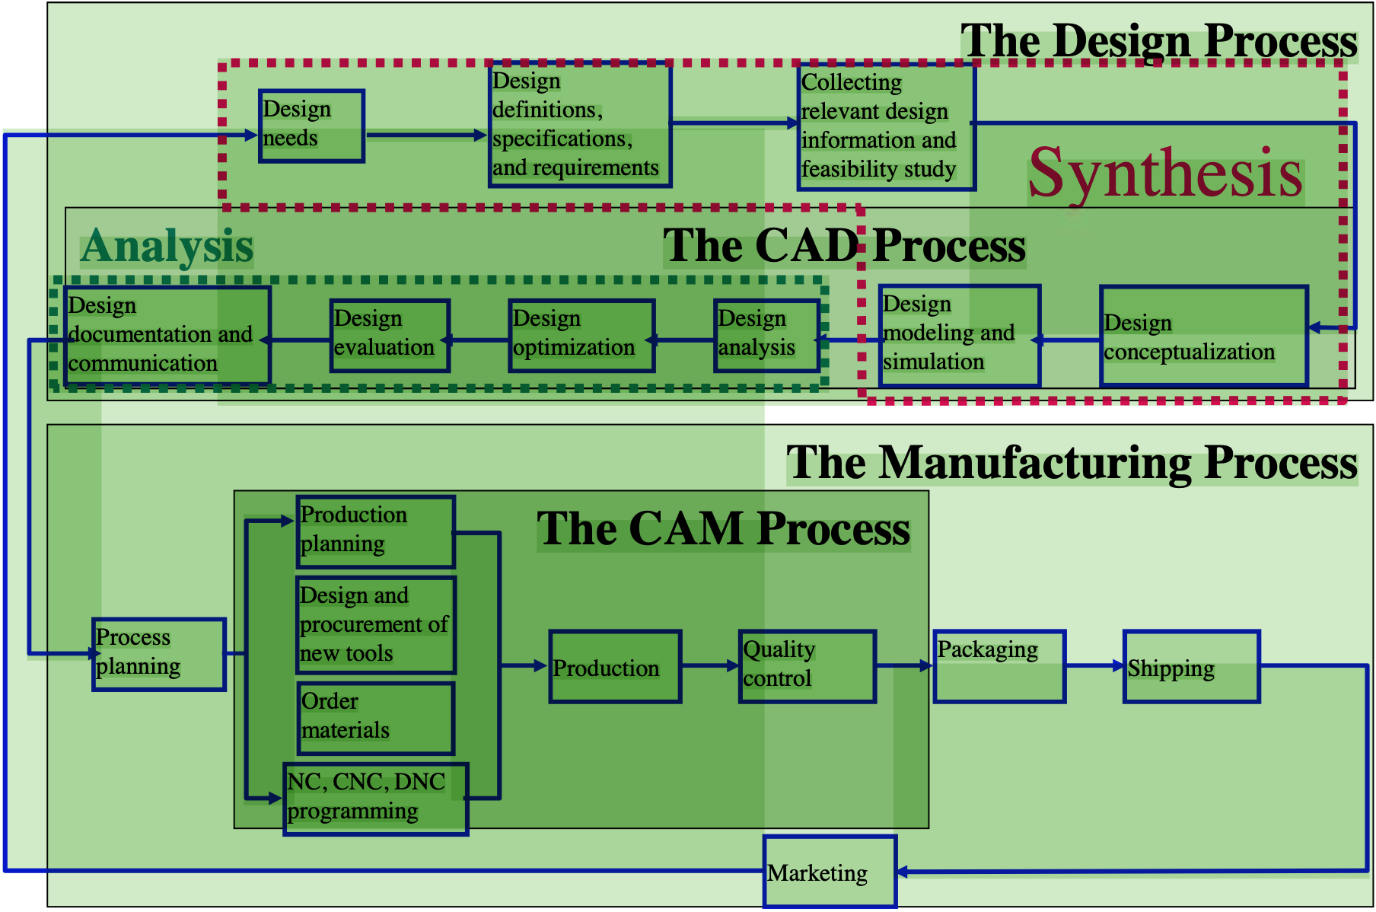 The Design Process
Design
needs
Design
definitions,
specifications,
and requirements
Collecting
relevant design
information and
feasibility study
Synthesis
Analysis
The CAD Process
Design
documentation and
communication
Design
evaluation
Design
optimization
Design
analysis
Design
modeling and
simulation
Design
conceptualization
The Manufacturing Process
The CAM Process
Production
planning
Design and
procurement of
new tools
Order
materials
NC, CNC, DNC
programming
Process
planning
Production
Quality
control
Packaging
Shipping
Marketing